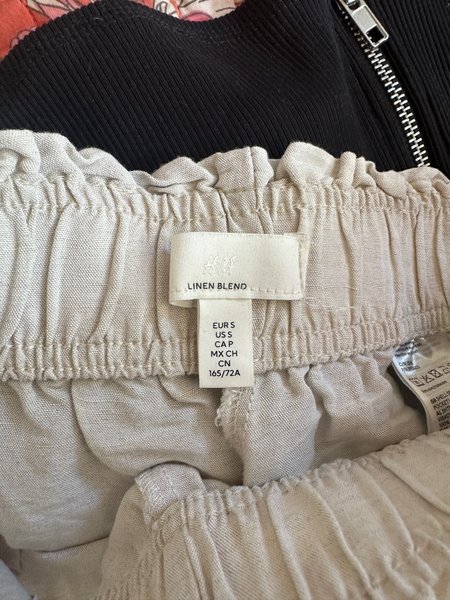 H&M
LINEN BLEND
EUR S
US S
CA P
MX CH
CN
165/72A